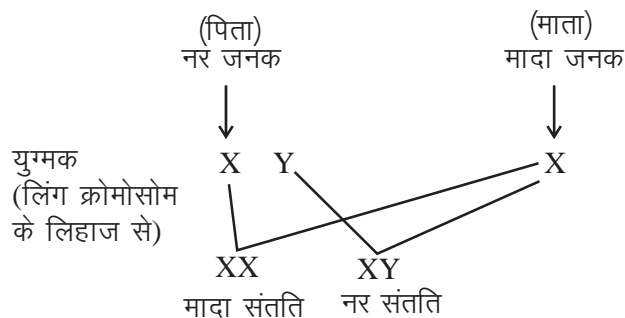 (पिता)
नर जनक
(माता)
मादा जनक
युग्मक
(लिंग क्रोमोसोम
के लिहाज से)
X Y X
XX XY
मादा संतति नर संतति